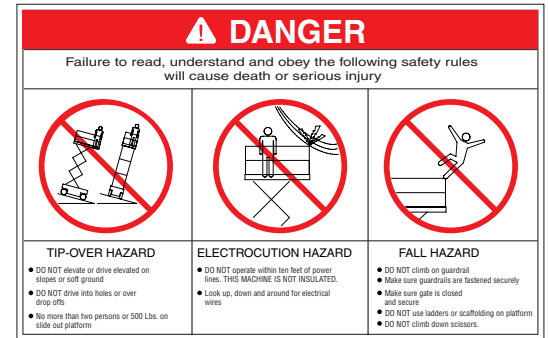 DANGER
Failure to read, understand and obey the following safety rules
will cause death or serious injury
TIP-OVER HAZARD
● DO NOT elevate or drive elevated on
slopes or soft ground
● DO NOT drive into holes or over
drop offs
● No more than two persons or 500 Lbs. on
slide out platform
ELECTROCUTION HAZARD
● DO NOT operate within ten feet of power
lines. THIS MACHINE IS NOT INSULATED.
● Look up, down and around for electrical
wires
FALL HAZARD
● DO NOT climb on guardrail
● Make sure guardrails are fastened securely
● Make sure gate is closed
and secure
● DO NOT use ladders or scaffolding on platform
● DO NOT climb down scissors.